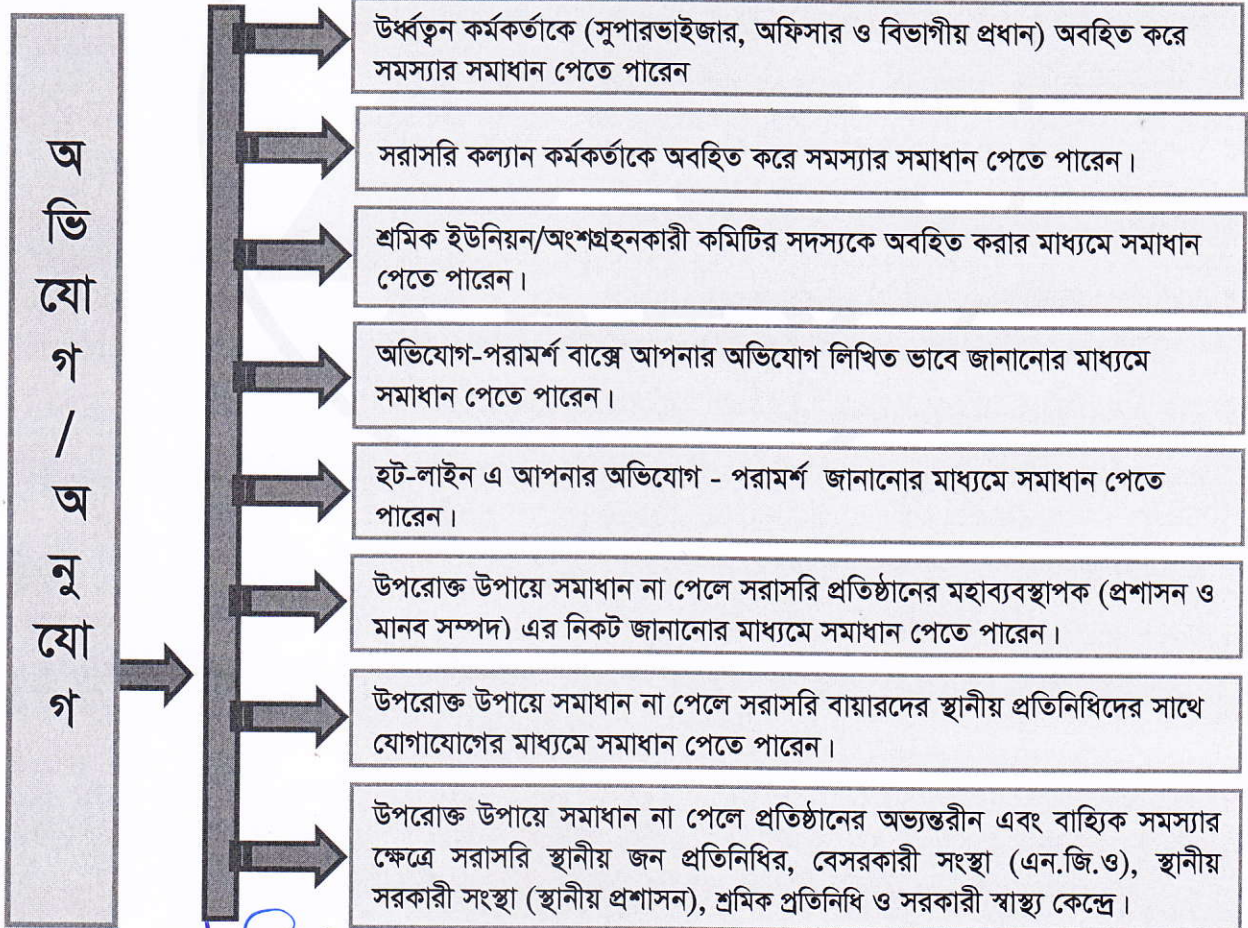 অ
ভি
যো
গ
/
অ
নু
যো
গ
উর্ধ্বতন কর্মকর্তাকে (সুপারভাইজার, অফিসার ও বিভাগীয় প্রধান) অবহিত করে
সমস্যার সমাধান পেতে পারেন
সরাসরি কল্যান কর্মকর্তাকে অবহিত করে সমস্যার সমাধান পেতে পারেন।
শ্রমিক ইউনিয়ন/অংশগ্রহনকারী কমিটির সদস্যকে অবহিত করার মাধ্যমে সমাধান
পেতে পারেন।
অভিযোগ-পরামর্শ বাক্সে আপনার অভিযোগ লিখিত ভাবে জানানোর মাধ্যমে
সমাধান পেতে পারেন।
হট-লাইন এ আপনার অভিযোগ - পরামর্শ জানানোর মাধ্যমে সমাধান পেতে
পারেন।
উপরোক্ত উপায়ে সমাধান না পেলে সরাসরি প্রতিষ্ঠানের মহাব্যবস্থাপক (প্রশাসন ও
মানব সম্পদ) এর নিকট জানানোর মাধ্যমে সমাধান পেতে পারেন।
উপরোক্ত উপায়ে সমাধান না পেলে সরাসরি বায়ারদের স্থানীয় প্রতিনিধিদের সাথে
যোগাযোগের মাধ্যমে সমাধান পেতে পারেন।
উপরোক্ত উপায়ে সমাধান না পেলে প্রতিষ্ঠানের অভ্যন্তরীন এবং বাহ্যিক সমস্যার
ক্ষেত্রে সরাসরি স্থানীয় জন প্রতিনিধির, বেসরকারী সংস্থা (এন.জি.ও), স্থানীয়
সরকারী সংস্থা (স্থানীয় প্রশাসন), শ্রমিক প্রতিনিধি ও সরকারী স্বাস্থ্য কেন্দ্রে।